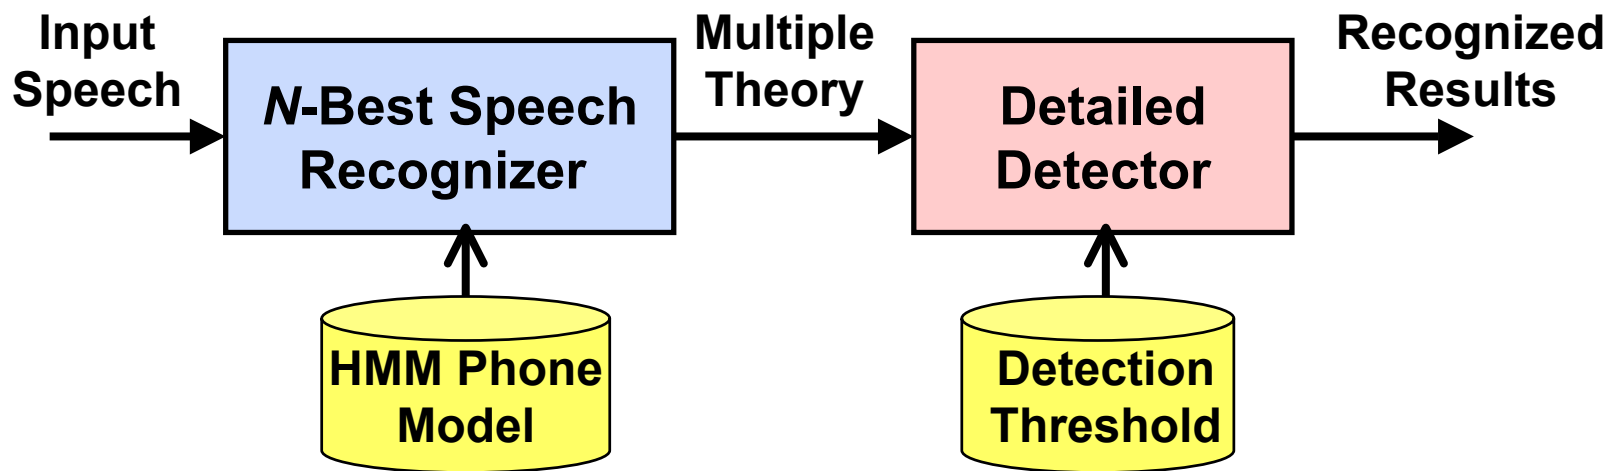 Input
Speech
N-Best Speech
Recognizer
Multiple
Theory
Detailed
Detector
Recognized
Results
HMM Phone
Model
Detection
Threshold